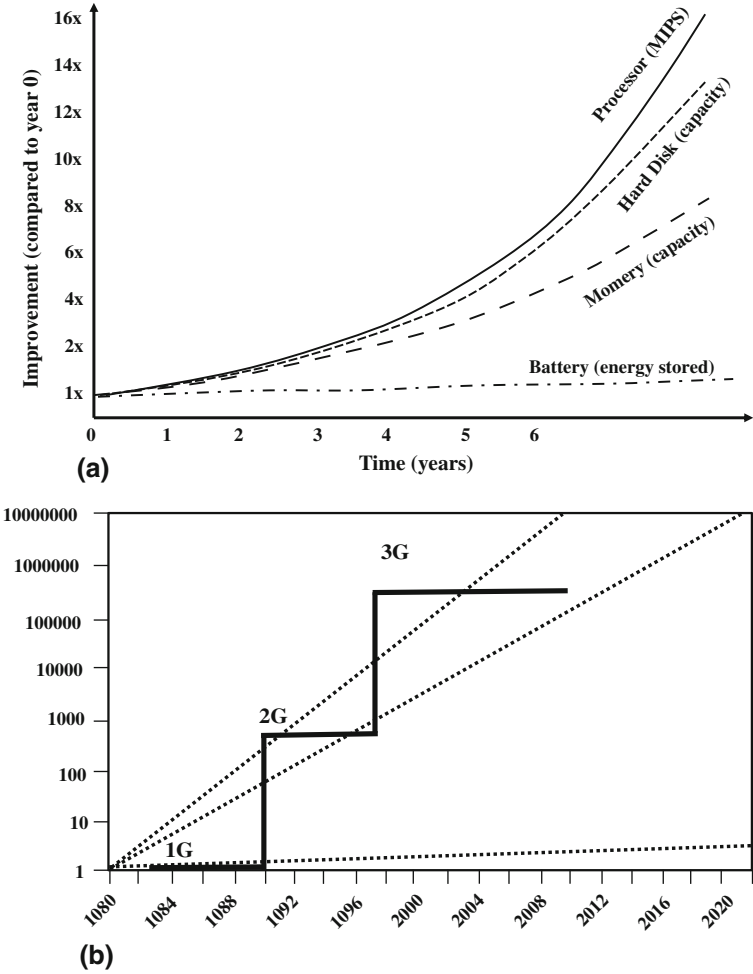 16x
14x
12x
10x
8x
6x
4x
2x
1x
Improvement (compared to year 0)
Processor (MIPS)
Hard Disk (capacity)
Momery (capacity)
Battery (energy stored)
0 1 2 3 4 5 6
Time (years)
(a)
10000000
1000000
100000
10000
1000
100
10
1
3G
2G
1G
1080 1084 1088 1092 1096 2000 2004 2008 2012 2016 2020
(b)